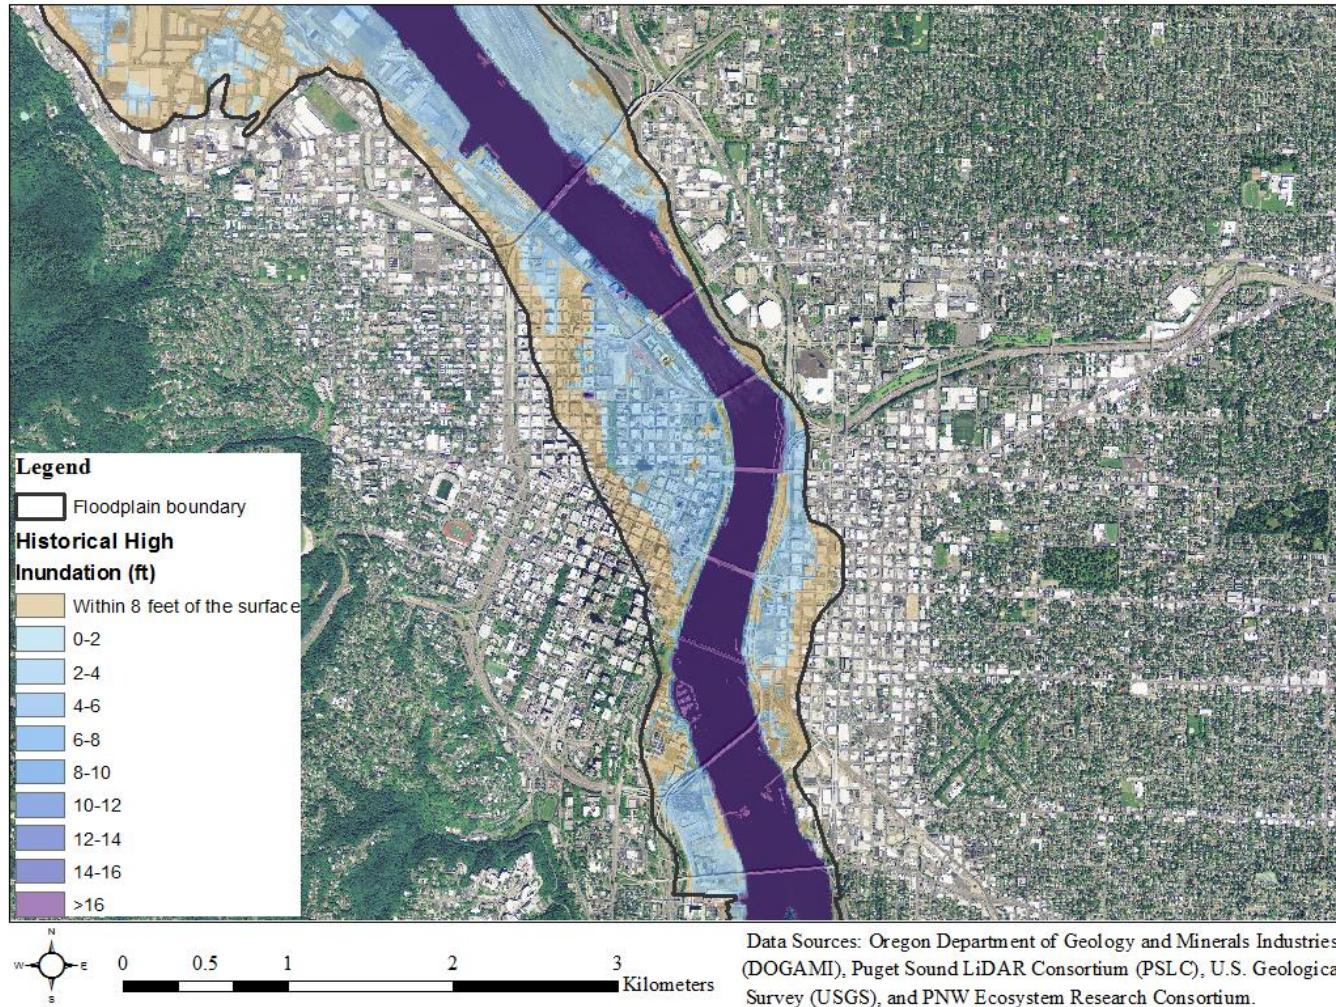 Legend
Floodplain boundary
Historical High
Inundation (ft)
Within 8 feet of the surface
0-2
2-4
4-6
6-8
8-10
10-12
12-14
14-16
>16
N
W E
S
0 0.5 1 2 3
Kilometers
Data Sources: Oregon Department of Geology and Minerals Industries
(DOGAMI), Puget Sound LiDAR Consortium (PSLC), U.S. Geologica
Survey (USGS), and PNW Ecosystem Research Consortium.